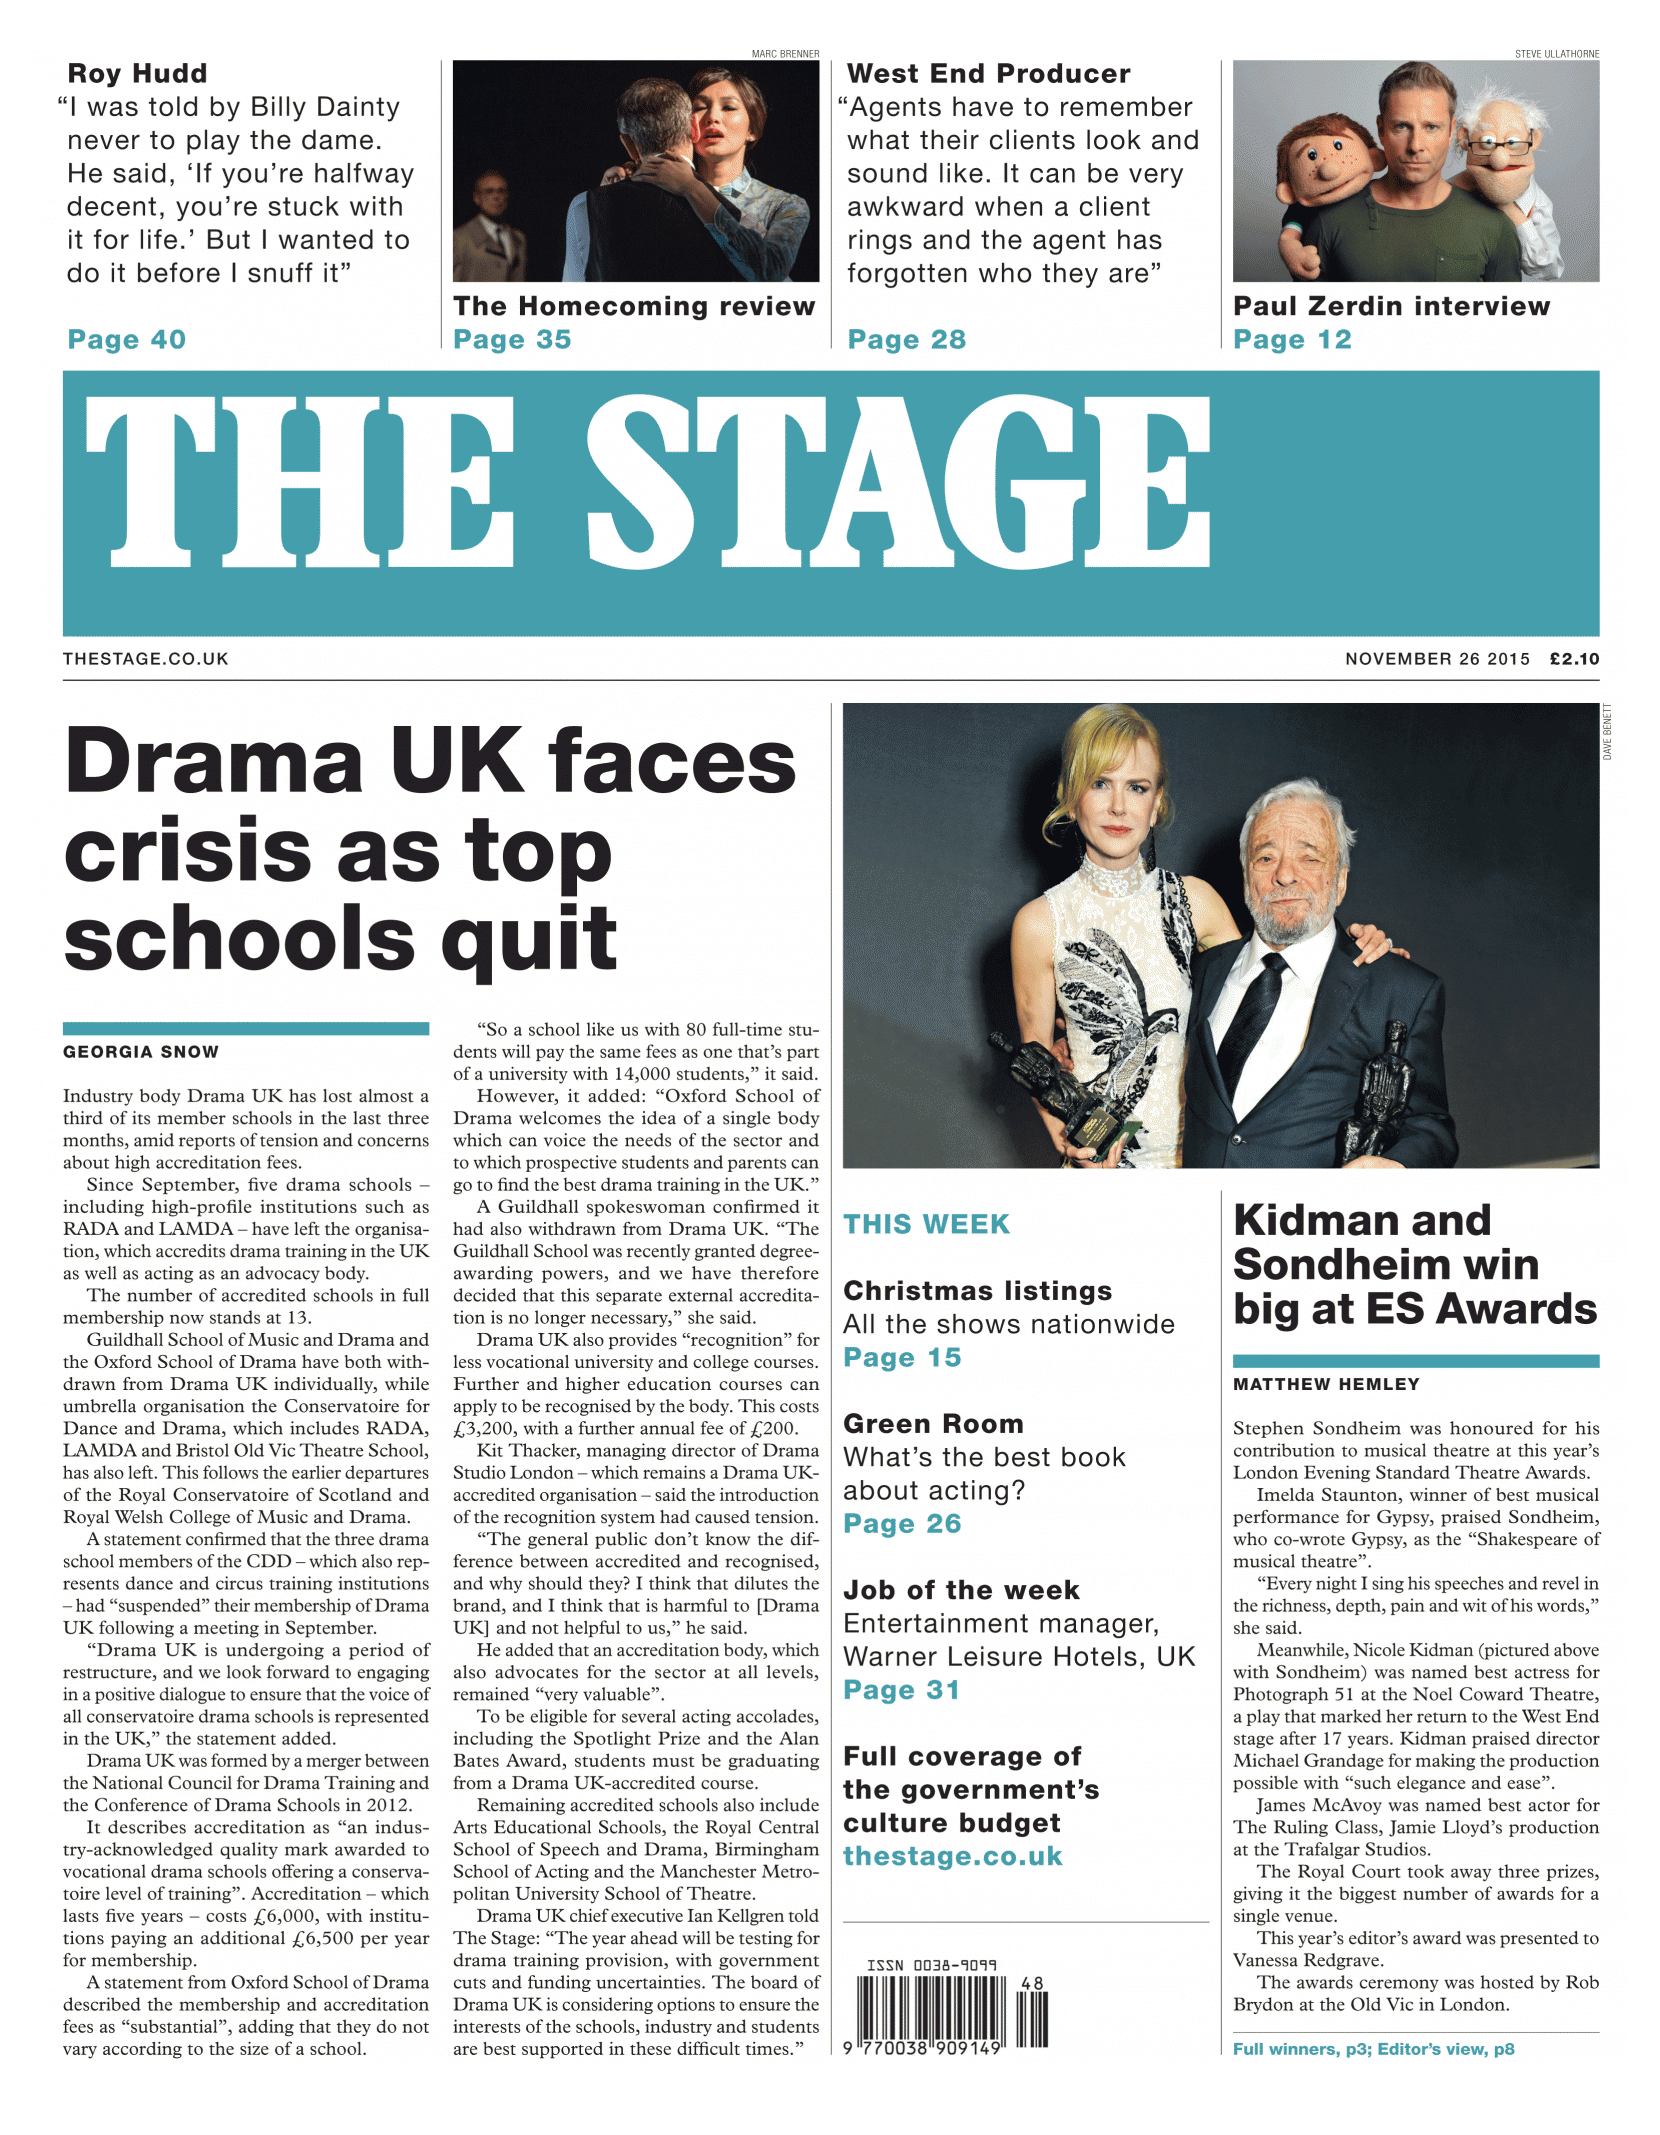 MARC BRENNER
STEVE ULLATHORNE
Roy Hudd
“I was told by Billy Dainty
never to play the dame.
He said, ‘If you’re halfway
decent, you’re stuck with
it for life.’ But I wanted to
do it before I snuff it”
Page 40
The Homecoming review
Page 35
West End Producer
“Agents have to remember
what their clients look and
sound like. It can be very
awkward when a client
rings and the agent has
forgotten who they are”
Page 28
Paul Zerdin interview
Page 12
THE STAGE
THESTAGE.CO.UK
NOVEMBER 26 2015 £2.10
Drama UK faces
crisis as top
schools quit
GEORGIA SNOW
Industry body Drama UK has lost almost a
third of its member schools in the last three
months, amid reports of tension and concerns
about high accreditation fees.
Since September, five drama schools –
including high-profile institutions such as
RADA and LAMDA – have left the organisa-
tion, which accredits drama training in the UK
as well as acting as an advocacy body.
The number of accredited schools in full
membership now stands at 13.
Guildhall School of Music and Drama and
the Oxford School of Drama have both with-
drawn from Drama UK individually, while
umbrella organisation the Conservatoire for
Dance and Drama, which includes RADA,
LAMDA and Bristol Old Vic Theatre School,
has also left. This follows the earlier departures
of the Royal Conservatoire of Scotland and
Royal Welsh College of Music and Drama.
A statement confirmed that the three drama
school members of the CDD – which also rep-
resents dance and circus training institutions
– had “suspended” their membership of Drama
UK following a meeting in September.
“Drama UK is undergoing a period of
restructure, and we look forward to engaging
in a positive dialogue to ensure that the voice of
all conservatoire drama schools is represented
in the UK,” the statement added.
Drama UK was formed by a merger between
the National Council for Drama Training and
the Conference of Drama Schools in 2012.
It describes accreditation as “an indus-
try-acknowledged quality mark awarded to
vocational drama schools offering a conserva-
toire level of training”. Accreditation – which
lasts five years – costs £6,000, with institu-
tions paying an additional £6,500 per year
for membership.
A statement from Oxford School of Drama
described the membership and accreditation
fees as “substantial”, adding that they do not
vary according to the size of a school.
“So a school like us with 80 full-time stu-
dents will pay the same fees as one that’s part
of a university with 14,000 students,” it said.
However, it added: “Oxford School of
Drama welcomes the idea of a single body
which can voice the needs of the sector and
to which prospective students and parents can
go to find the best drama training in the UK.”
A Guildhall spokeswoman confirmed it
had also withdrawn from Drama UK. “The
Guildhall School was recently granted degree-
awarding powers, and we have therefore
decided that this separate external accredita-
tion is no longer necessary,” she said.
Drama UK also provides “recognition” for
less vocational university and college courses.
Further and higher education courses can
apply to be recognised by the body. This costs
£3,200, with a further annual fee of £200.
Kit Thacker, managing director of Drama
Studio London – which remains a Drama UK-
accredited organisation – said the introduction
of the recognition system had caused tension.
“The general public don’t know the dif-
ference between accredited and recognised,
and why should they? I think that dilutes the
brand, and I think that is harmful to [Drama
UK] and not helpful to us,” he said.
He added that an accreditation body, which
also advocates for the sector at all levels,
remained “very valuable”.
To be eligible for several acting accolades,
including the Spotlight Prize and the Alan
Bates Award, students must be graduating
from a Drama UK-accredited course.
Remaining accredited schools also include
Arts Educational Schools, the Royal Central
School of Speech and Drama, Birmingham
School of Acting and the Manchester Metro-
politan University School of Theatre.
Drama UK chief executive Ian Kellgren told
The Stage: “The year ahead will be testing for
drama training provision, with government
cuts and funding uncertainties. The board of
Drama UK is considering options to ensure the
interests of the schools, industry and students
are best supported in these difficult times.”
DAVE BENETT
THIS WEEK
Christmas listings
All the shows nationwide
Page 15
Green Room
What’s the best book
about acting?
Page 26
Job of the week
Entertainment manager,
Warner Leisure Hotels, UK
Page 31
Full coverage of
the government’s
culture budget
thestage.co.uk
ISSN 0038-9099
48
9 770038 909149
Kidman and
Sondheim win
big at ES Awards
MATTHEW HEMLEY
Stephen Sondheim was honoured for his
contribution to musical theatre at this year’s
London Evening Standard Theatre Awards.
Imelda Staunton, winner of best musical
performance for Gypsy, praised Sondheim,
who co-wrote Gypsy, as the “Shakespeare of
musical theatre”.
“Every night I sing his speeches and revel in
the richness, depth, pain and wit of his words,”
she said.
Meanwhile, Nicole Kidman (pictured above
with Sondheim) was named best actress for
Photograph 51 at the Noel Coward Theatre,
a play that marked her return to the West End
stage after 17 years. Kidman praised director
Michael Grandage for making the production
possible with “such elegance and ease”.
James McAvoy was named best actor for
The Ruling Class, Jamie Lloyd’s production
at the Trafalgar Studios.
The Royal Court took away three prizes,
giving it the biggest number of awards for a
single venue.
This year’s editor’s award was presented to
Vanessa Redgrave.
The awards ceremony was hosted by Rob
Brydon at the Old Vic in London.
Full winners, p3; Editor’s view, p8